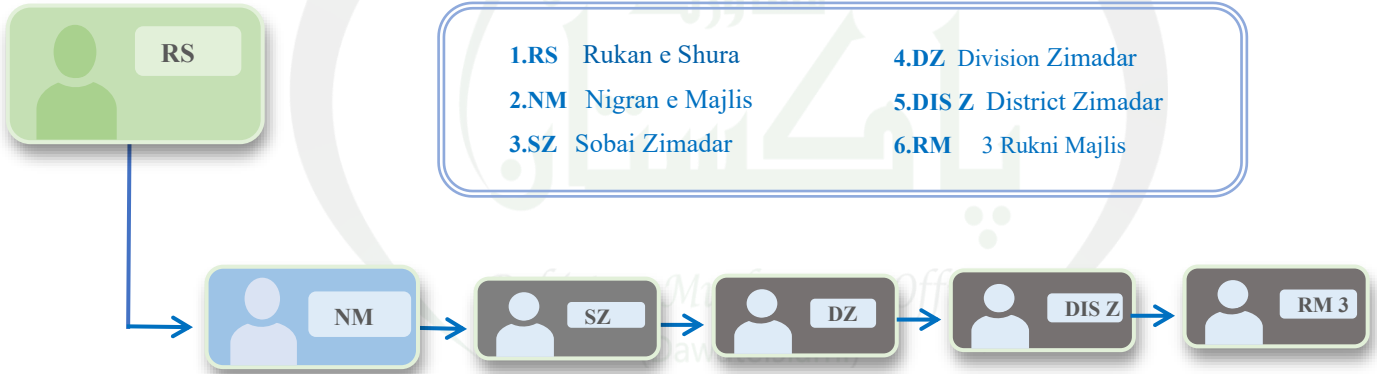 RS
1.RS Rukan e Shura
2.NM Nigran e Majlis
3.SZ Sobai Zimadar
4.DZ Division Zimadar
5.DIS Z District Zimadar
6.RM 3 Rukni Majlis
پاکستان
NM
SZ
DZ
DIS Z
RM 3